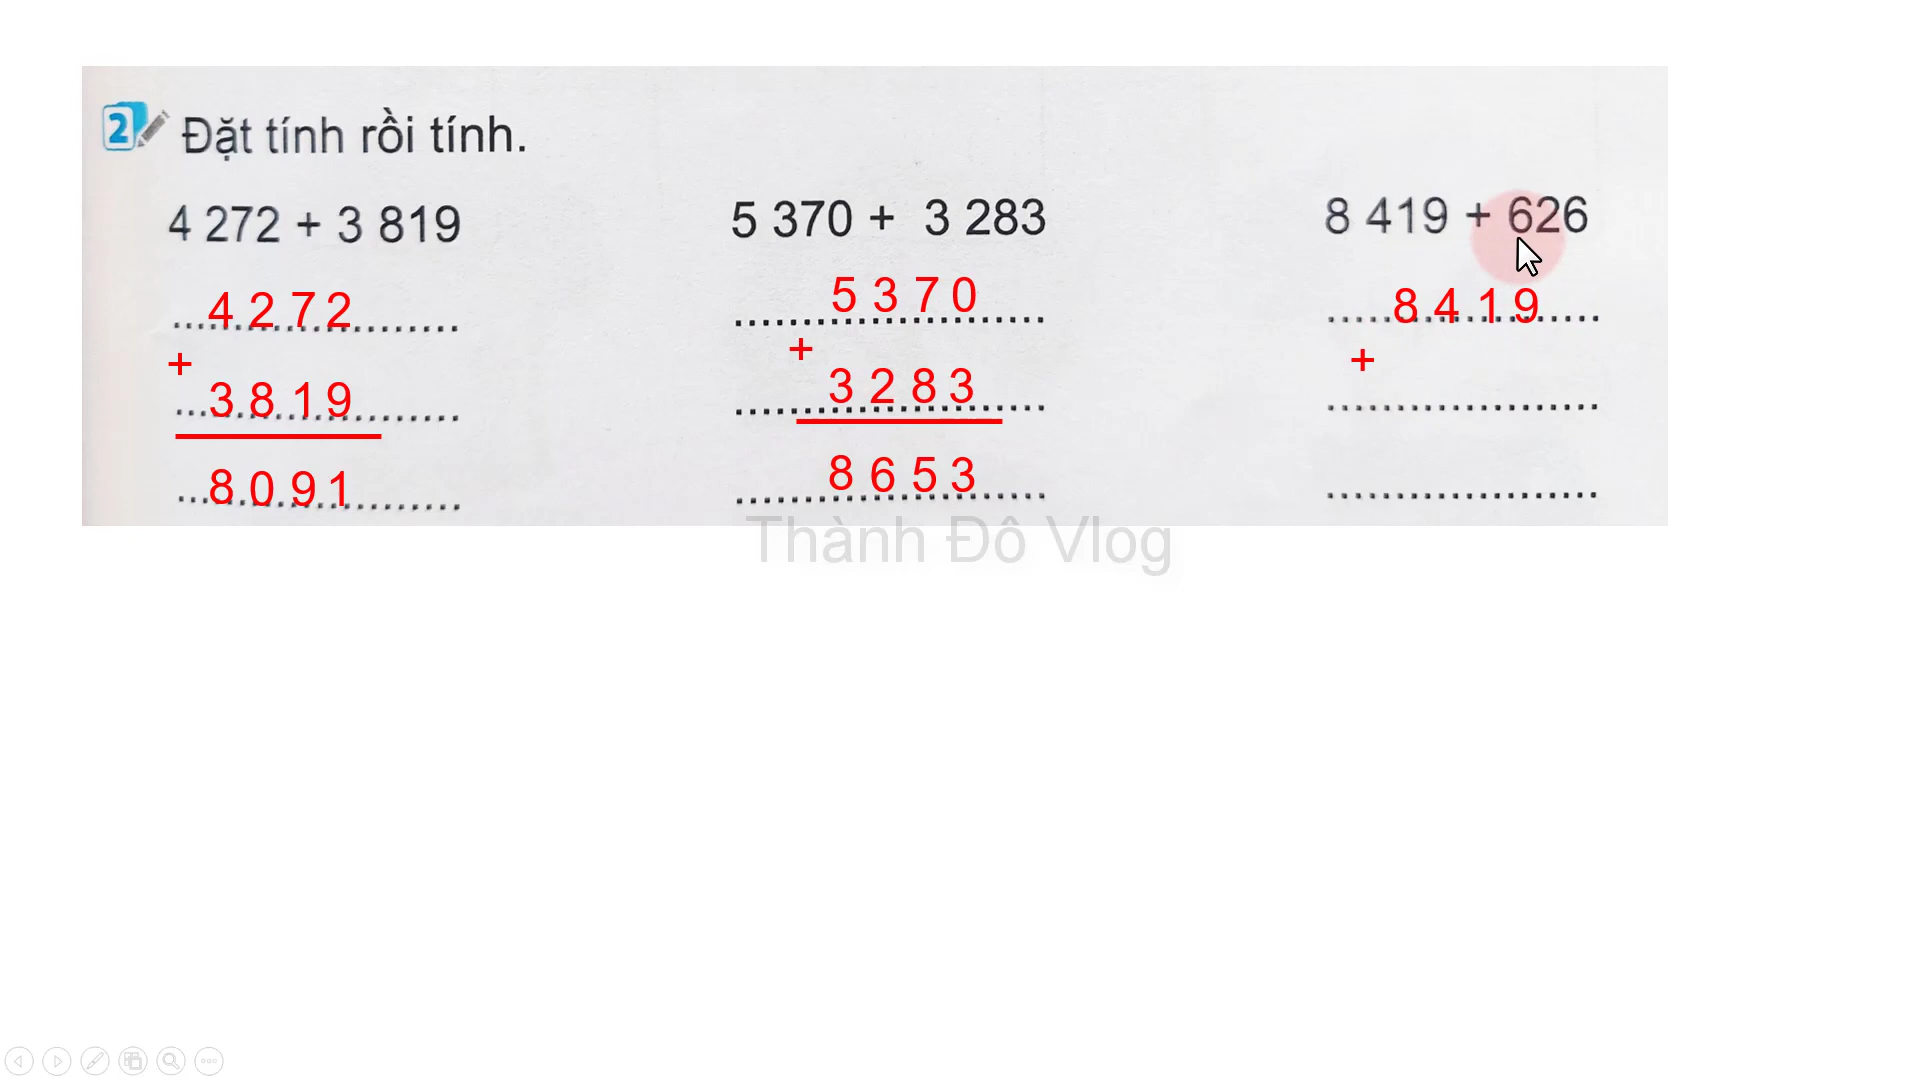 2 Đặt tính rồi tính.
4 272 + 3 819
5 370 + 3 283
8 419 + 626
4 2 7 2
5 3 7 0
8 4 1 9
+
+
+
3 8 1 9
3 2 8 3
8 0 9 1
8 6 5 3
Thành Đô Vlog